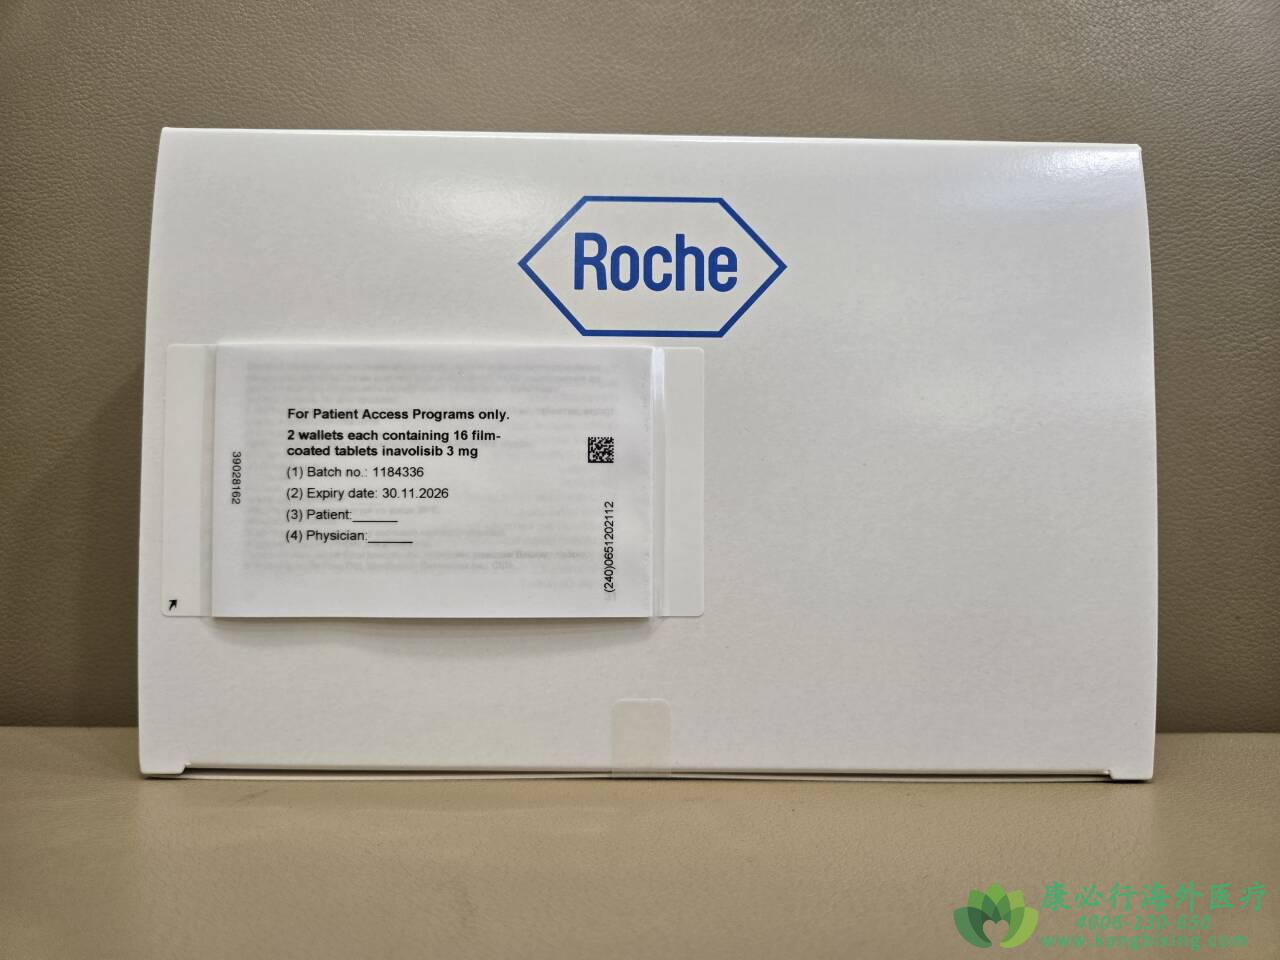 Roche
For Patient Access Programs only.
2 wallets each containing 16 film-
coated tablets inavolisib 3 mg
(1) Batch no.: 1184336
(2) Expiry date: 30.11.2026
(3) Patient:______
(4) Physician:______
39028162
(240)0651202112
康必行海外医疗
4006-130-650
www.kangbixing.com